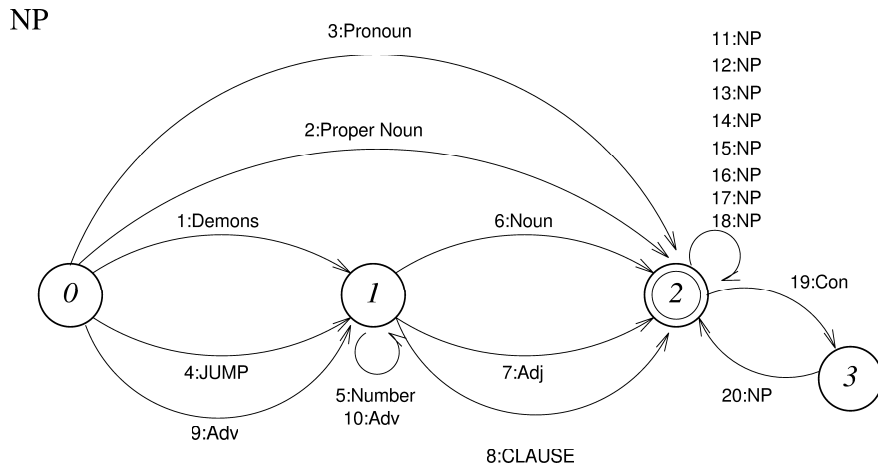 NP
3:Pronoun
11:NP
12:NP
13:NP
14:NP
15:NP
16:NP
17:NP
18:NP
2:Proper Noun
1:Demons
6:Noun
19:Con
0
1
2
3
4:JUMP
7:Adj
5:Number
10:Adv
20:NP
9:Adv
8:CLAUSE